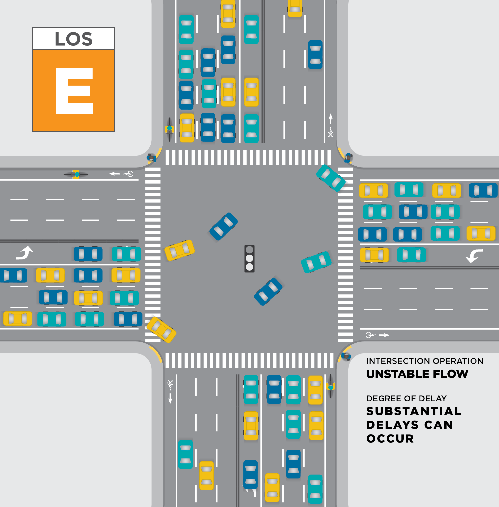 LOS
E
INTERSECTION OPERATION
UNSTABLE FLOW
DEGREE OF DELAY
SUBSTANTIAL
DELAYS CAN
OCCUR